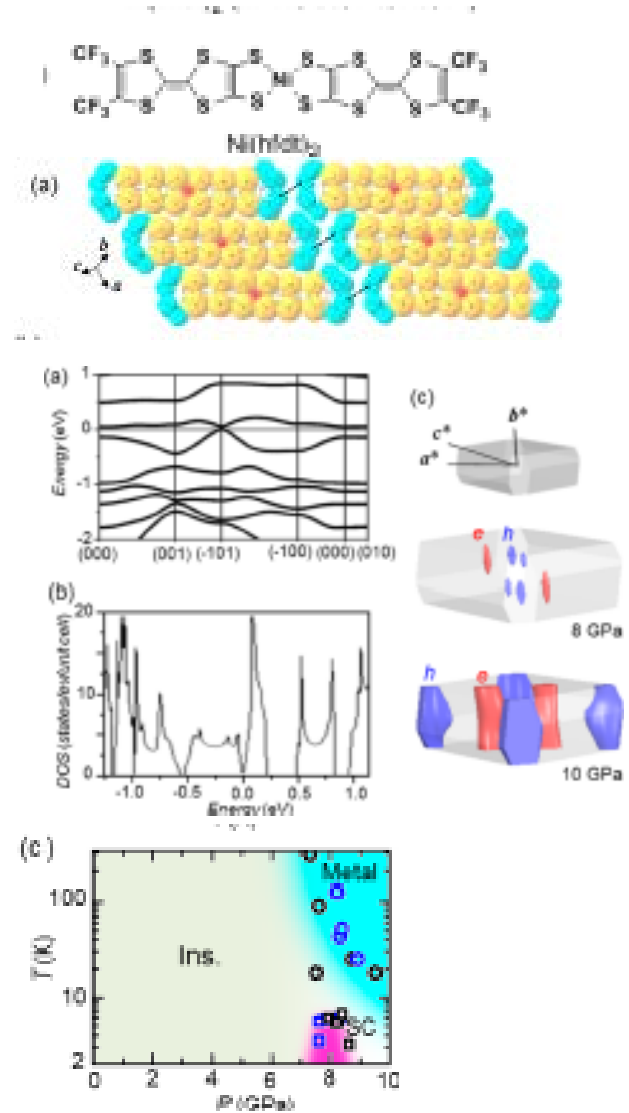 CF3 S S S S S S CF3
Ni
CF3 S S S S S S CF3
Ni(hfdt)2
(a)
b
c
a
(a)
1
0
-1
-2
Energy (eV)
(000) (001) (-101) (-100) (000) (010)
(b)
20
10
0
DOS (states/eV/unit cell)
-1.0 -0.5 0.0 0.5 1.0
Energy (eV)
(c)
b*
c*
a*
e h
8 GPa
h e
10 GPa
(c)
Metal
100
Ins.
T (K)
10
SC
2
0 2 4 6 8 10
P (GPa)